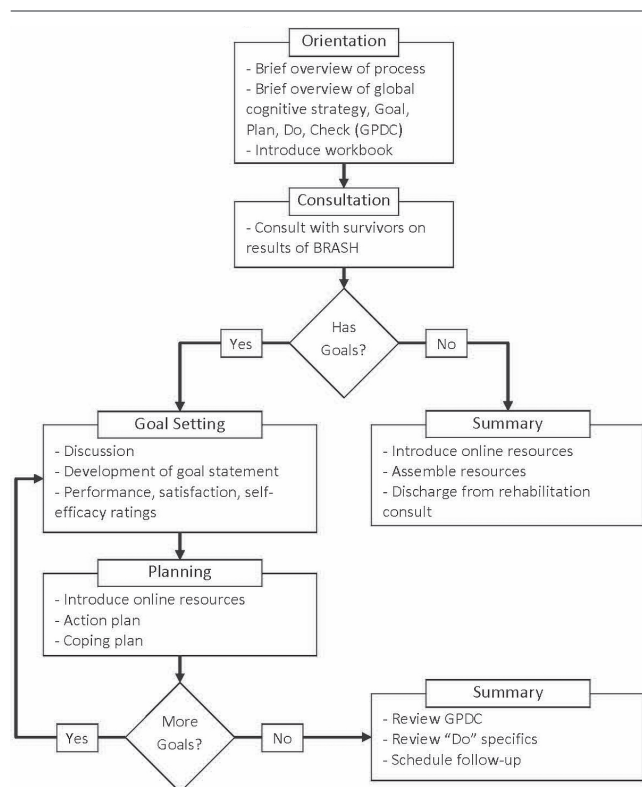 Orientation
- Brief overview of process
- Brief overview of global
cognitive strategy, Goal,
Plan, Do, Check (GPDC)
- Introduce workbook
Consultation
- Consult with survivors on
results of BRASH
Has
Goals?
Yes
No
Goal Setting
- Discussion
- Development of goal statement
- Performance, satisfaction, self-
efficacy ratings
Summary
- Introduce online resources
- Assemble resources
- Discharge from rehabilitation
consult
Planning
- Introduce online resources
- Action plan
- Coping plan
More
Goals?
Yes
No
Summary
- Review GPDC
- Review “Do” specifics
- Schedule follow-up